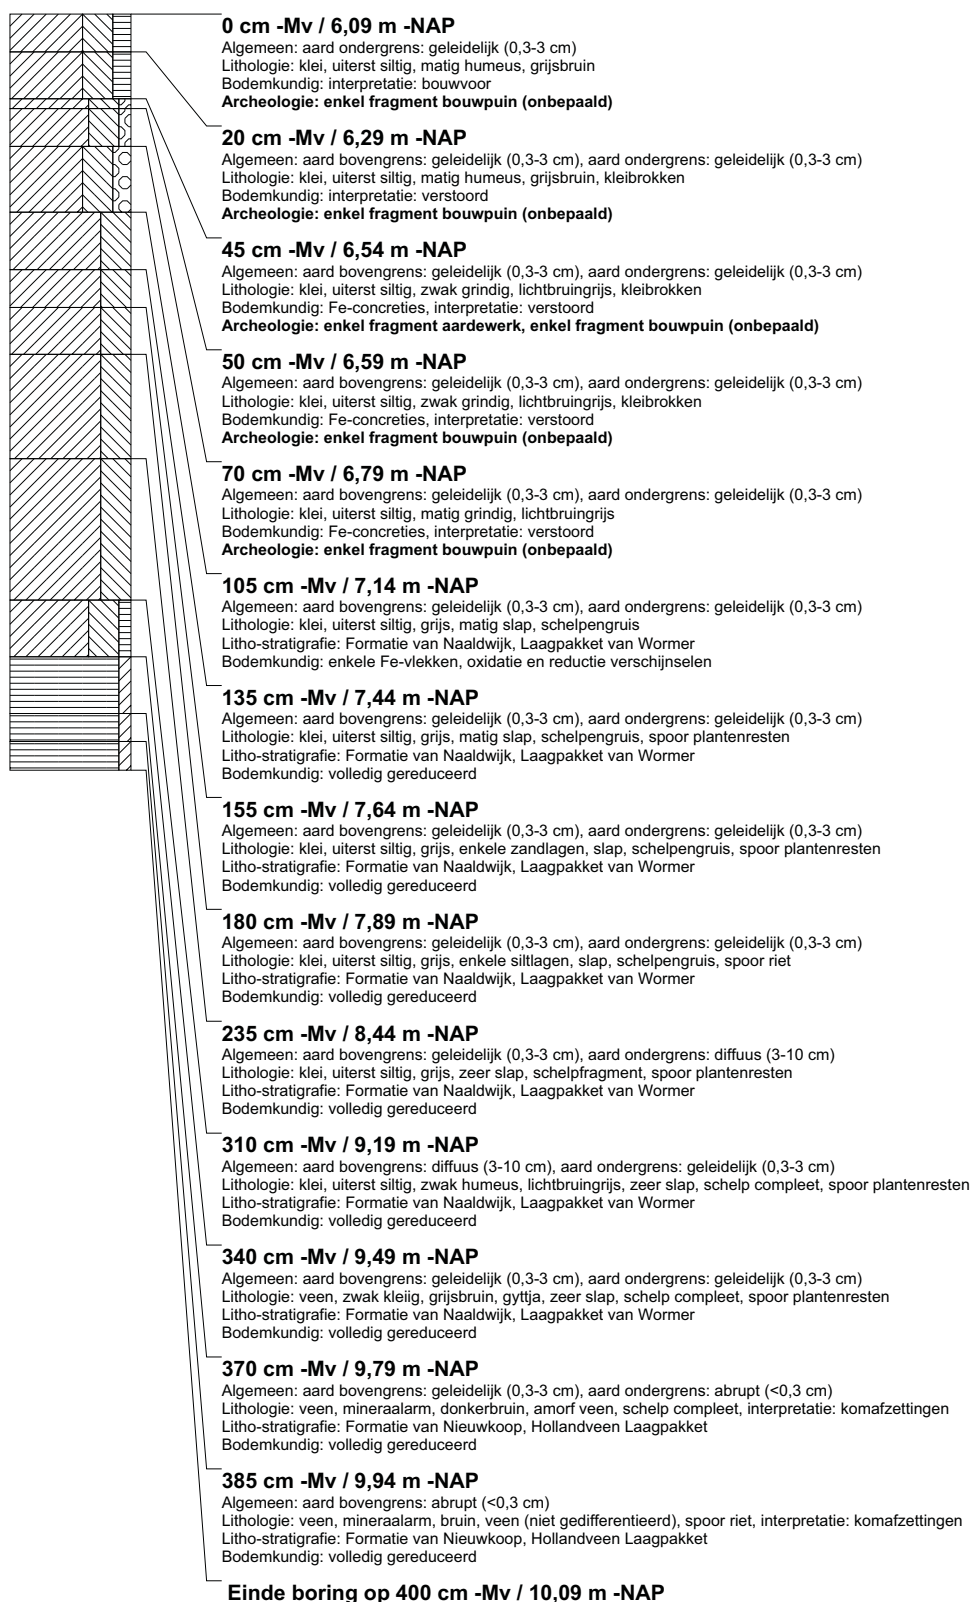 0 cm -Mv / 6,09 m -NAP
Algemeen: aard ondergrens: geleidelijk (0,3-3 cm)
Lithologie: klei, uiterst siltig, matig humeus, grijsbruin
Bodemkundig: interpretatie: bouwvoor
Archeologie: enkel fragment bouwpuin (onbepaald)
20 cm -Mv / 6,29 m -NAP
Algemeen: aard bovengrens: geleidelijk (0,3-3 cm), aard ondergrens: geleidelijk (0,3-3 cm)
Lithologie: klei, uiterst siltig, matig humeus, grijsbruin, kleibrokken
Bodemkundig: interpretatie: verstoord
Archeologie: enkel fragment bouwpuin (onbepaald)
45 cm -Mv / 6,54 m -NAP
Algemeen: aard bovengrens: geleidelijk (0,3-3 cm), aard ondergrens: geleidelijk (0,3-3 cm)
Lithologie: klei, uiterst siltig, zwak grindig, lichtbruingrijs, kleibrokken
Bodemkundig: Fe-concreties, interpretatie: verstoord
Archeologie: enkel fragment aardewerk, enkel fragment bouwpuin (onbepaald)
50 cm -Mv / 6,59 m -NAP
Algemeen: aard bovengrens: geleidelijk (0,3-3 cm), aard ondergrens: geleidelijk (0,3-3 cm)
Lithologie: klei, uiterst siltig, zwak grindig, lichtbruingrijs, kleibrokken
Bodemkundig: Fe-concreties, interpretatie: verstoord
Archeologie: enkel fragment bouwpuin (onbepaald)
70 cm -Mv / 6,79 m -NAP
Algemeen: aard bovengrens: geleidelijk (0,3-3 cm), aard ondergrens: geleidelijk (0,3-3 cm)
Lithologie: klei, uiterst siltig, matig grindig, lichtbruingrijs
Bodemkundig: Fe-concreties, interpretatie: verstoord
Archeologie: enkel fragment bouwpuin (onbepaald)
105 cm -Mv / 7,14 m -NAP
Algemeen: aard bovengrens: geleidelijk (0,3-3 cm), aard ondergrens: geleidelijk (0,3-3 cm)
Lithologie: klei, uiterst siltig, grijs, matig slap, schelpengruis
Litho-stratigrafie: Formatie van Naaldwijk, Laagpakket van Wormer
Bodemkundig: enkele Fe-vlekken, oxidatie en reductie verschijnselen
135 cm -Mv / 7,44 m -NAP
Algemeen: aard bovengrens: geleidelijk (0,3-3 cm), aard ondergrens: geleidelijk (0,3-3 cm)
Lithologie: klei, uiterst siltig, grijs, matig slap, schelpengruis, spoor plantenresten
Litho-stratigrafie: Formatie van Naaldwijk, Laagpakket van Wormer
Bodemkundig: volledig gereduceerd
155 cm -Mv / 7,64 m -NAP
Algemeen: aard bovengrens: geleidelijk (0,3-3 cm), aard ondergrens: geleidelijk (0,3-3 cm)
Lithologie: klei, uiterst siltig, grijs, enkele zandlagen, slap, schelpengruis, spoor plantenresten
Litho-stratigrafie: Formatie van Naaldwijk, Laagpakket van Wormer
Bodemkundig: volledig gereduceerd
180 cm -Mv / 7,89 m -NAP
Algemeen: aard bovengrens: geleidelijk (0,3-3 cm), aard ondergrens: geleidelijk (0,3-3 cm)
Lithologie: klei, uiterst siltig, grijs, enkele siltlagen, slap, schelpengruis, spoor riet
Litho-stratigrafie: Formatie van Naaldwijk, Laagpakket van Wormer
Bodemkundig: volledig gereduceerd
235 cm -Mv / 8,44 m -NAP
Algemeen: aard bovengrens: geleidelijk (0,3-3 cm), aard ondergrens: diffuus (3-10 cm)
Lithologie: klei, uiterst siltig, grijs, zeer slap, schelpfragment, spoor plantenresten
Litho-stratigrafie: Formatie van Naaldwijk, Laagpakket van Wormer
Bodemkundig: volledig gereduceerd
310 cm -Mv / 9,19 m -NAP
Algemeen: aard bovengrens: diffuus (3-10 cm), aard ondergrens: geleidelijk (0,3-3 cm)
Lithologie: klei, uiterst siltig, zwak humeus, lichtbruingrijs, zeer slap, schelp compleet, spoor plantenresten
Litho-stratigrafie: Formatie van Naaldwijk, Laagpakket van Wormer
Bodemkundig: volledig gereduceerd
340 cm -Mv / 9,49 m -NAP
Algemeen: aard bovengrens: geleidelijk (0,3-3 cm), aard ondergrens: geleidelijk (0,3-3 cm)
Lithologie: veen, zwak kleiig, grijsbruin, gyttja, zeer slap, schelp compleet, spoor plantenresten
Litho-stratigrafie: Formatie van Naaldwijk, Laagpakket van Wormer
Bodemkundig: volledig gereduceerd
370 cm -Mv / 9,79 m -NAP
Algemeen: aard bovengrens: geleidelijk (0,3-3 cm), aard ondergrens: abrupt (<0,3 cm)
Lithologie: veen, mineraalarm, donkerbruin, amorf veen, schelp compleet, interpretatie: komafzettingen
Litho-stratigrafie: Formatie van Nieuwkoop, Hollandveen Laagpakket
Bodemkundig: volledig gereduceerd
385 cm -Mv / 9,94 m -NAP
Algemeen: aard bovengrens: abrupt (<0,3 cm)
Lithologie: veen, mineraalarm, bruin, veen (niet gedifferentieerd), spoor riet, interpretatie: komafzettingen
Litho-stratigrafie: Formatie van Nieuwkoop, Hollandveen Laagpakket
Bodemkundig: volledig gereduceerd
Einde boring op 400 cm -Mv / 10,09 m -NAP